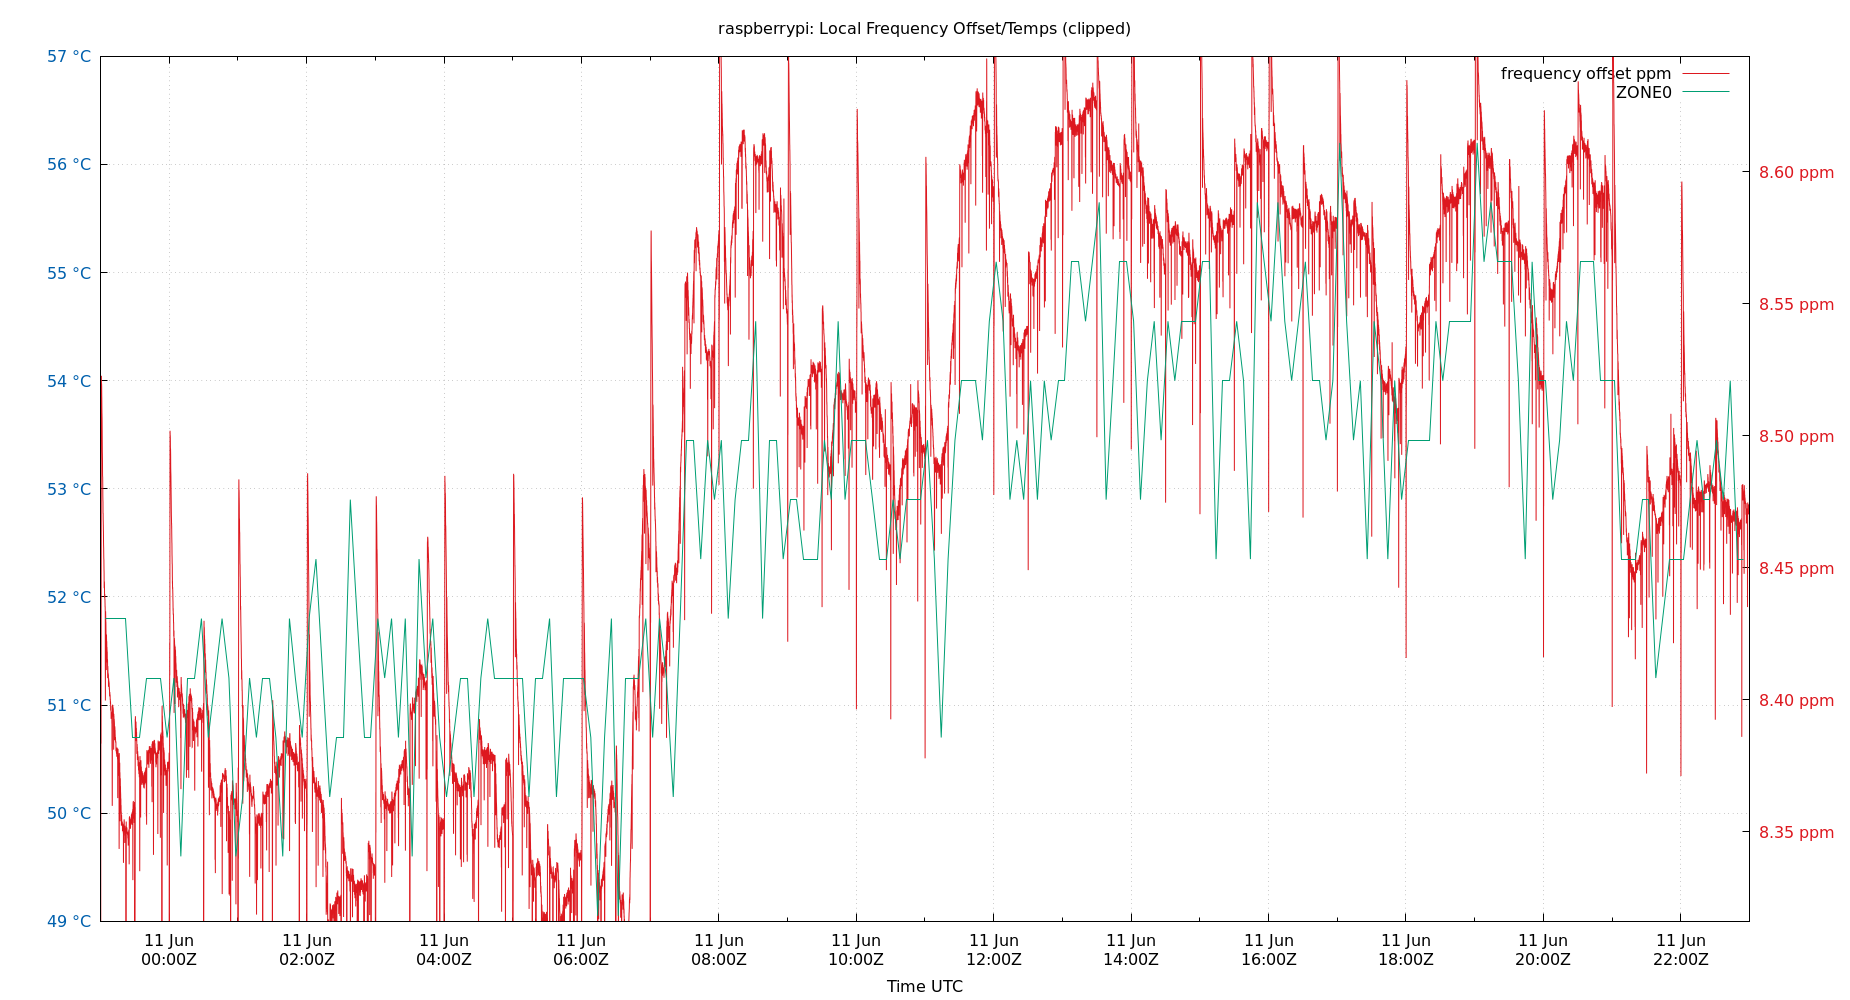 raspberrypi: Local Frequency Offset/Temps (clipped)
57 °C
56 °C
55 °C
54 °C
53 °C
52 °C
51 °C
50 °C
49 °C
frequency offset ppm
ZONE0
8.60 ppm
8.55 ppm
8.50 ppm
8.45 ppm
8.40 ppm
8.35 ppm
11 Jun 11 Jun 11 Jun 11 Jun 11 Jun 11 Jun 11 Jun 11 Jun 11 Jun 11 Jun 11 Jun 11 Jun
00:00Z 02:00Z 04:00Z 06:00Z 08:00Z 10:00Z 12:00Z 14:00Z 16:00Z 18:00Z 20:00Z 22:00Z
Time UTC